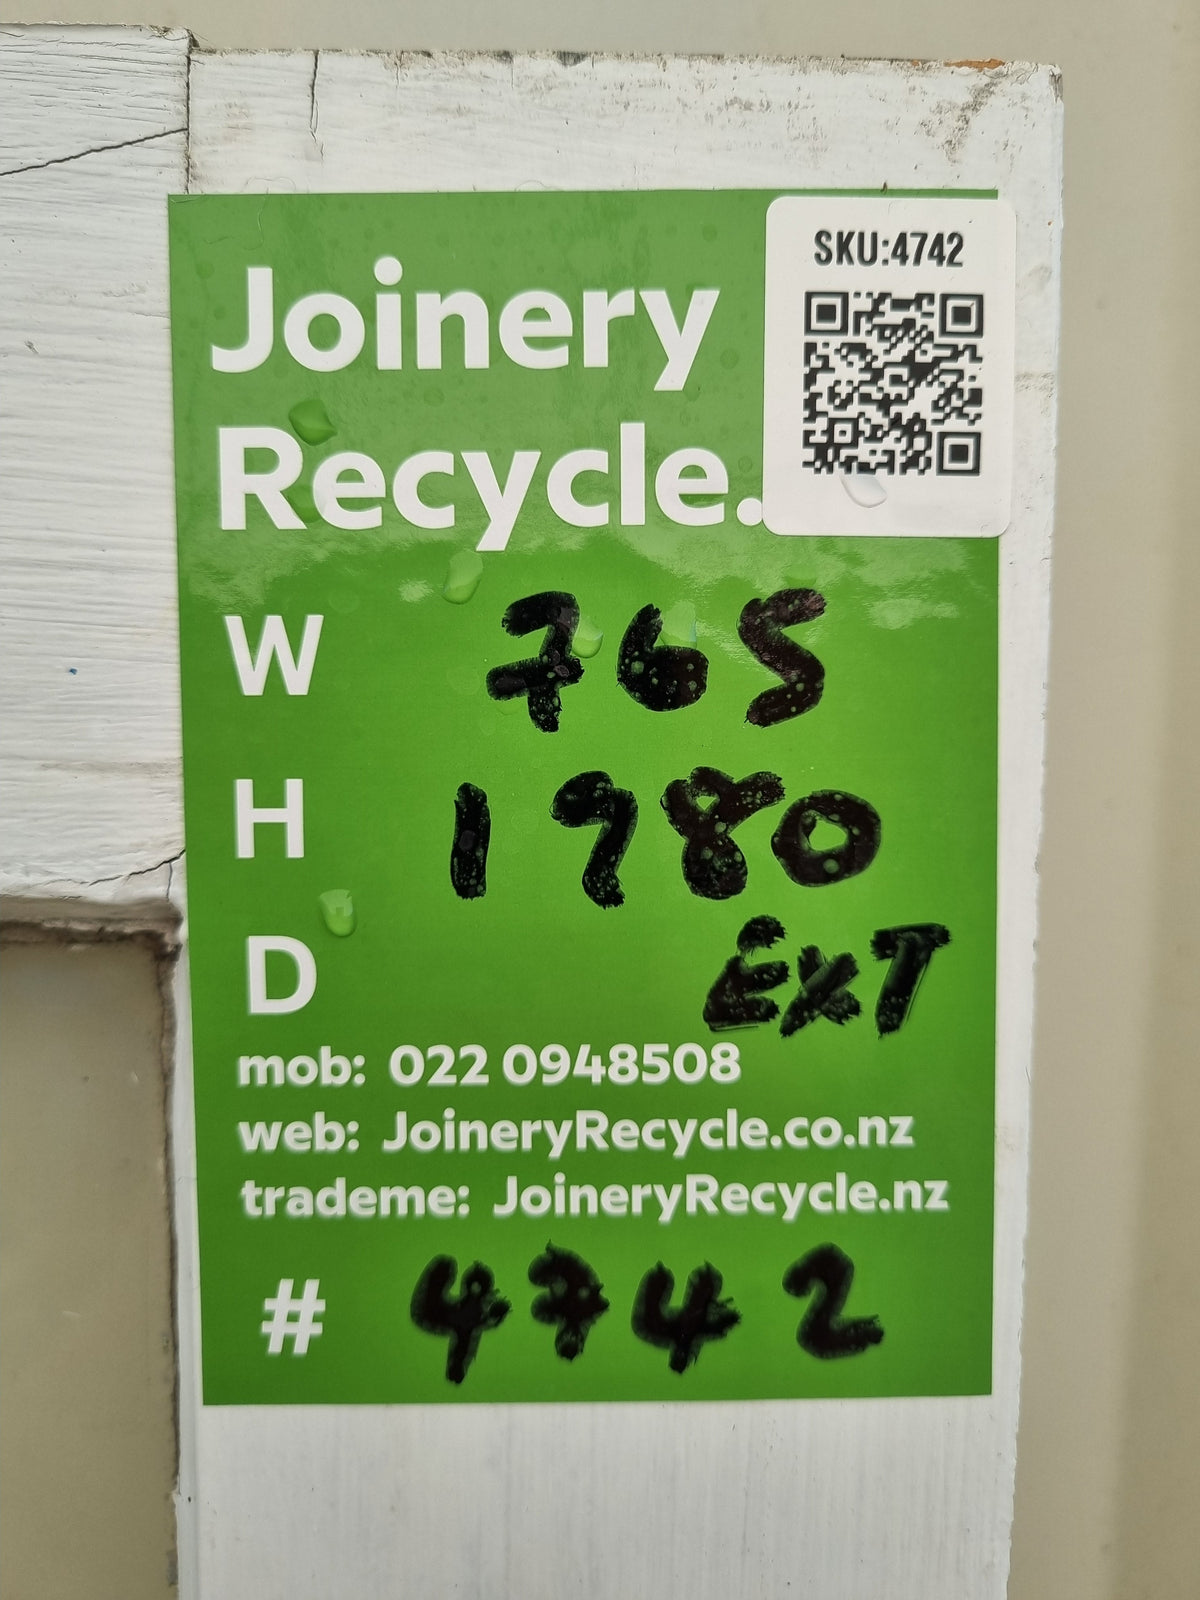 SKU:4742
Joinery
Recycle.
W 765
H 1980
D EXT
mob: 022 0948508
web: JoineryRecycle.co.nz
trademe: JoineryRecycle.nz
# 4742